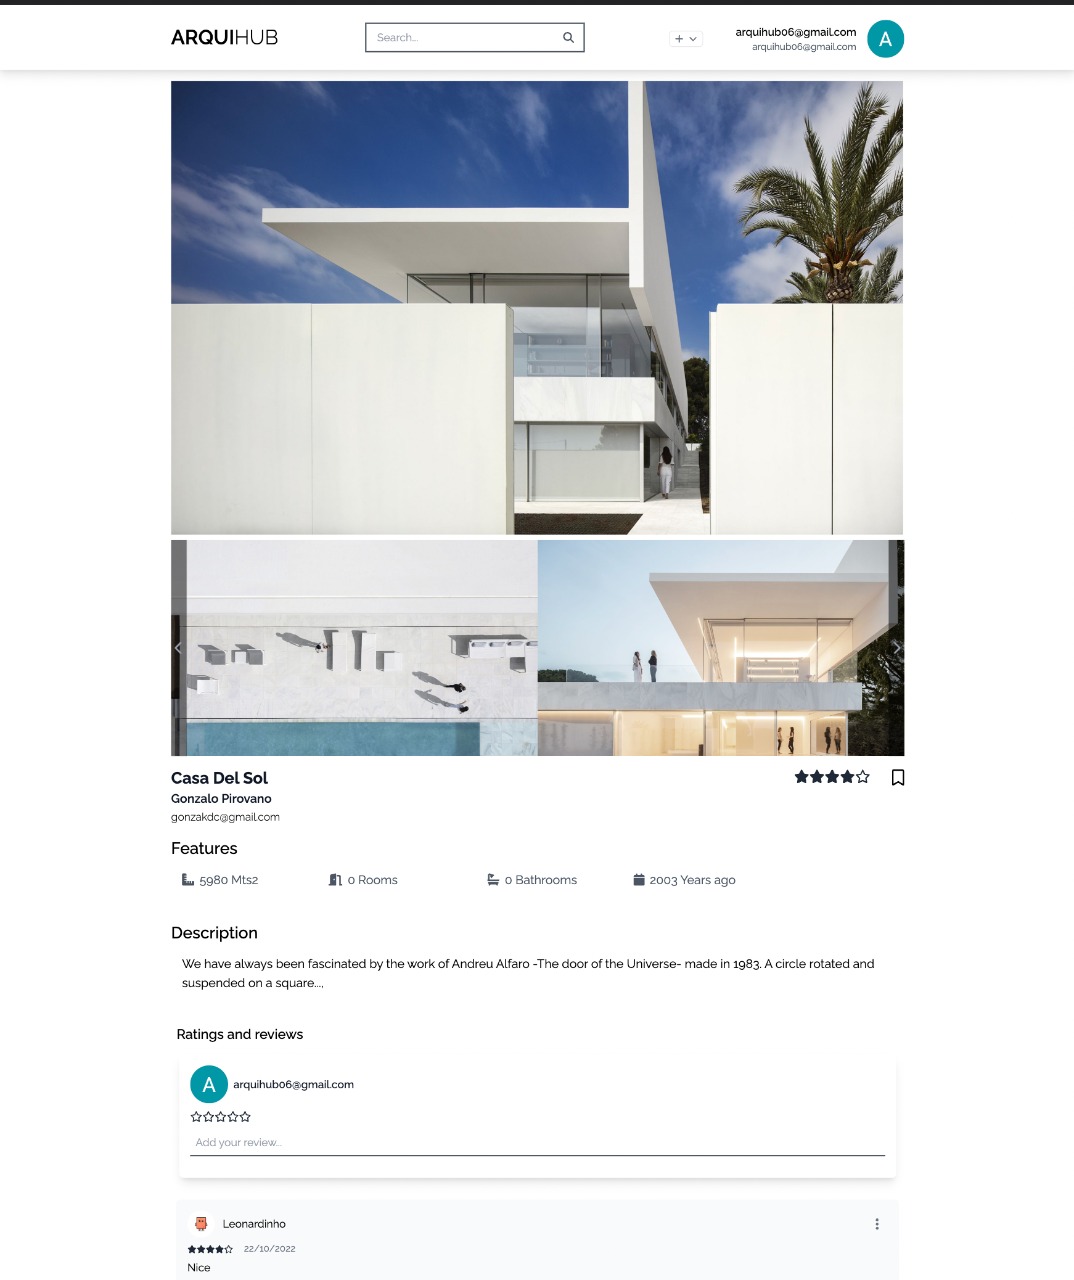 ARQUIHUB
Search...
arquihub06@gmail.com
arquihub06@gmail.com
A
Casa Del Sol
Gonzalo Pirovano
gonzakdc@gmail.com
Features
5980 Mts2
0 Rooms
0 Bathrooms
2003 Years ago
Description
We have always been fascinated by the work of Andreu Alfaro -The door of the Universe- made in 1983. A circle rotated and
suspended on a square...,
Ratings and reviews
A
arquihub06@gmail.com
Add your review...
Leonardinho
22/10/2022
Nice